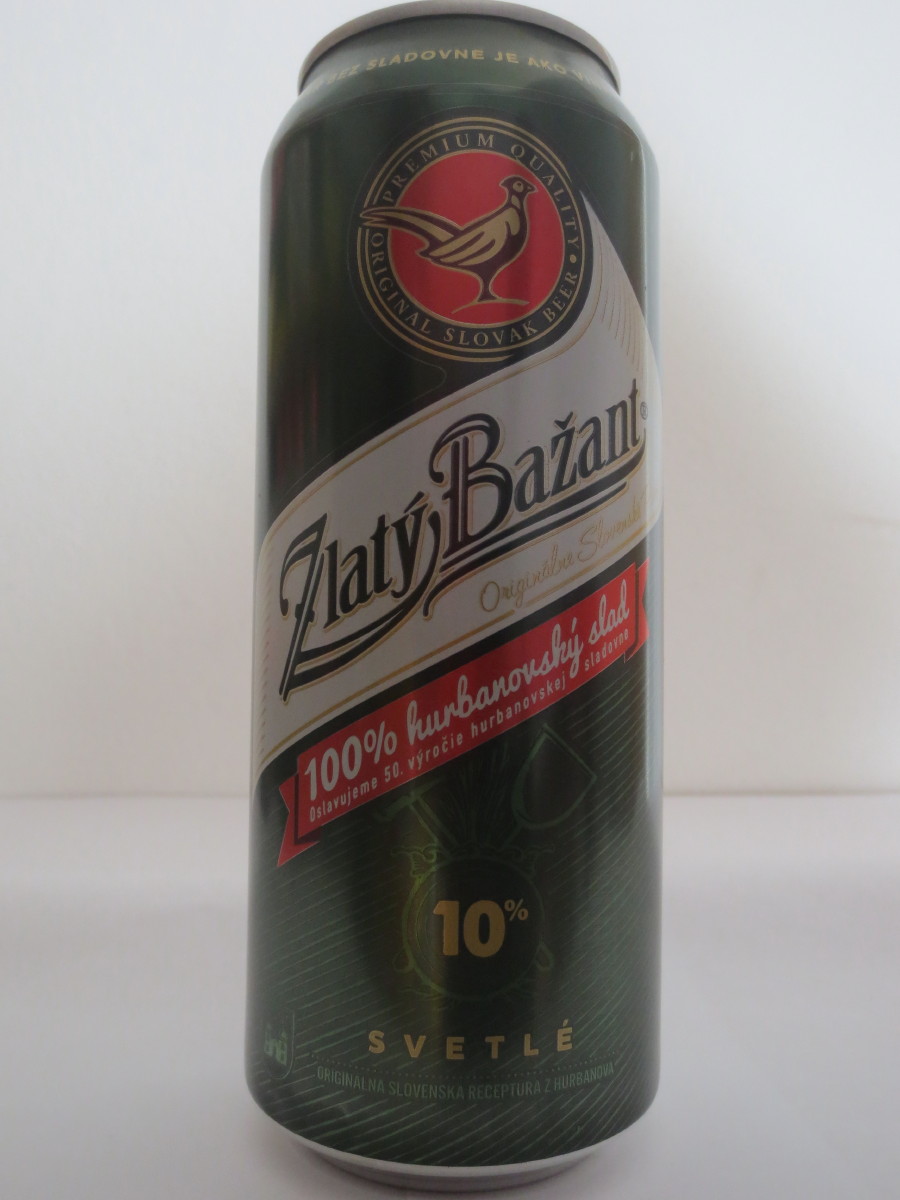 BEZ SLADOVNE JE AKO
PREMIUM QUALITY
ORIGINAL SLOVAK BEER
Zlatý Bažant®
Originálne Slovenské
100% hurbanovský slad
Oslavujeme 50. výročie hurbanovskej sladovne
10%
SVETLÉ
ORIGINÁLNA SLOVENSKÁ RECEPTÚRA Z HURBANOVA